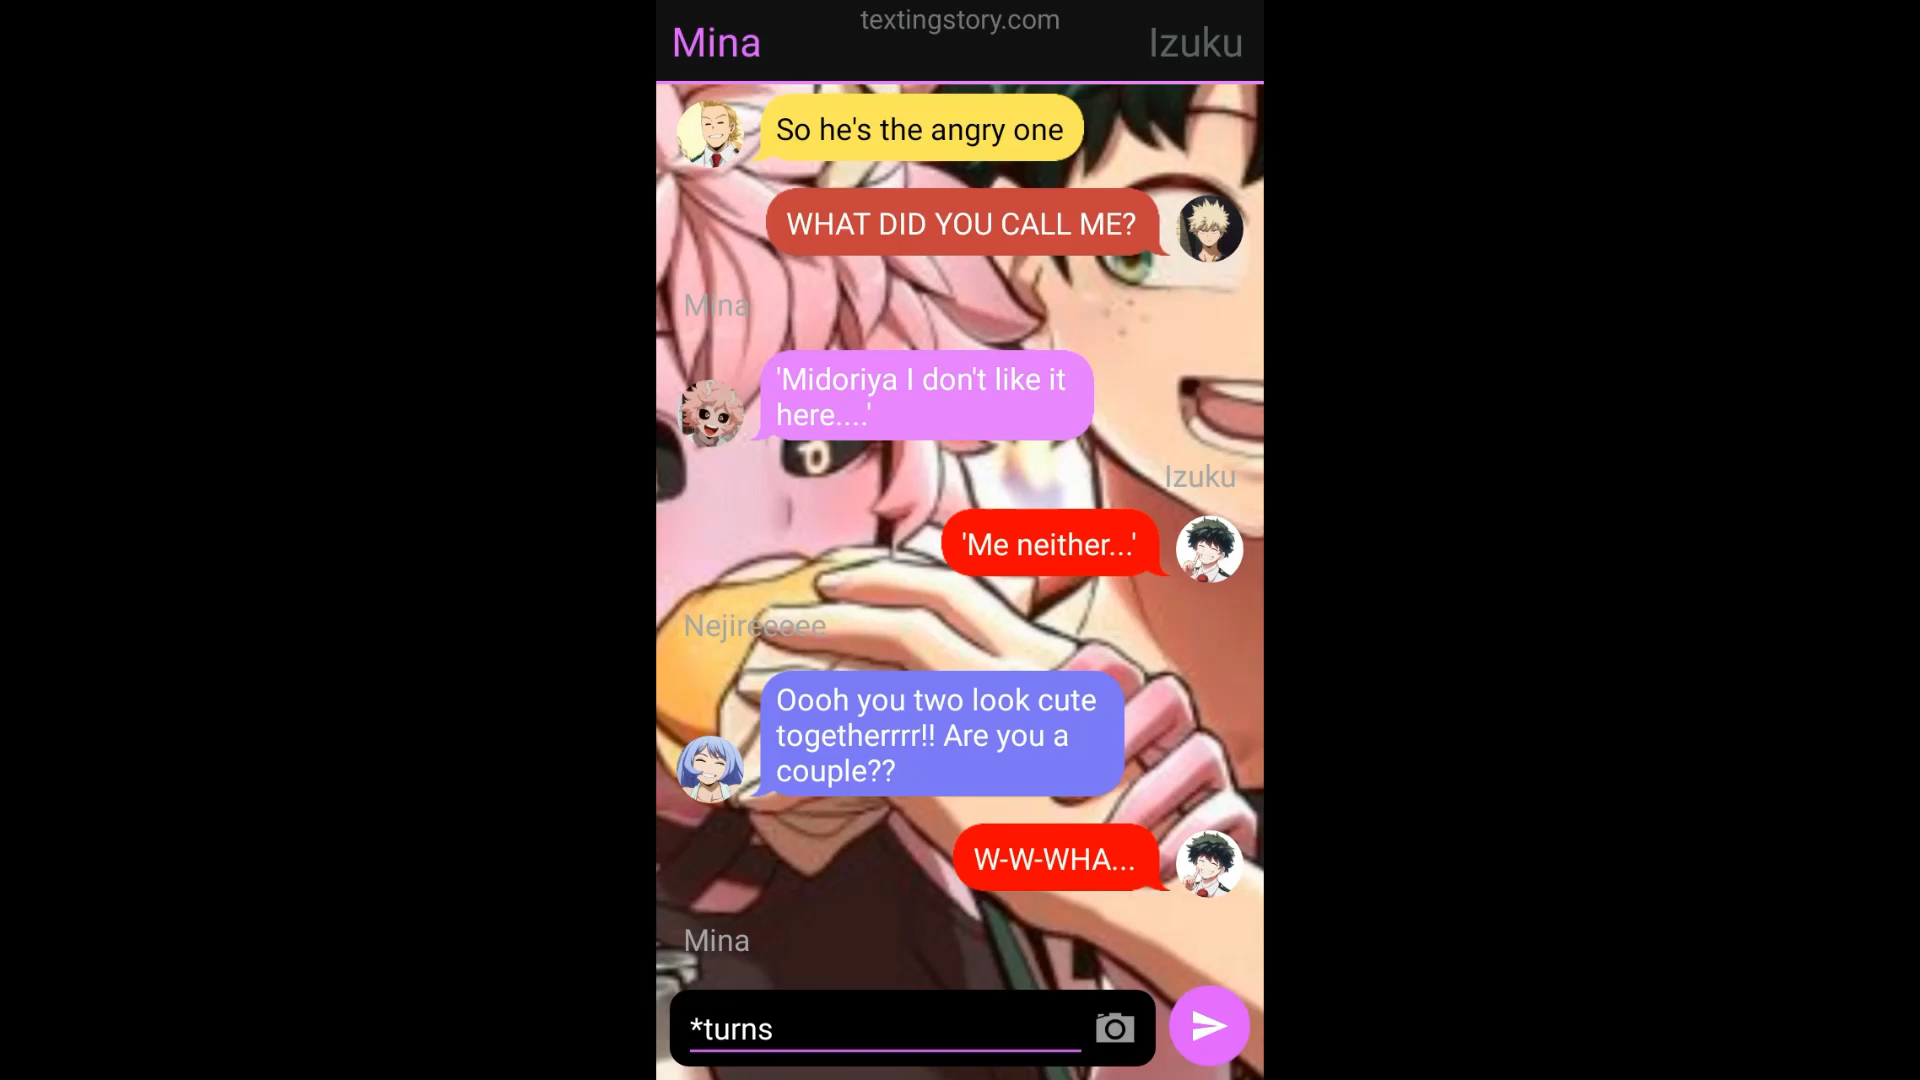 textingstory.com
Mina
Izuku
So he's the angry one
WHAT DID YOU CALL ME?
Mina
'Midoriya I don't like it
here....'
Izuku
'Me neither...'
Nejireeeee
Oooh you two look cute
togetherrrr!! Are you a
couple??
W-W-WHA...
Mina
*turns